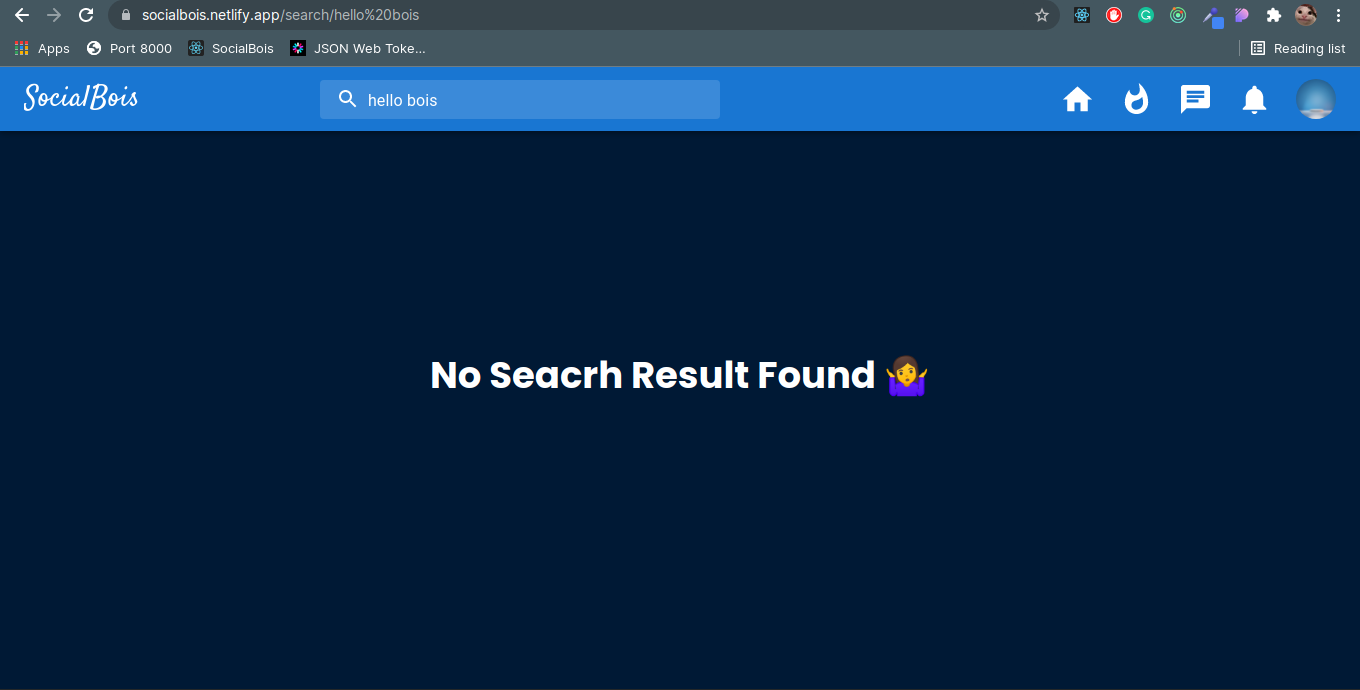 socialbois.netlify.app/search/hello%20bois
Apps Port 8000 SocialBois JSON Web Toke... Reading list
SocialBois hello bois
No Seacrh Result Found 🤷‍♀️